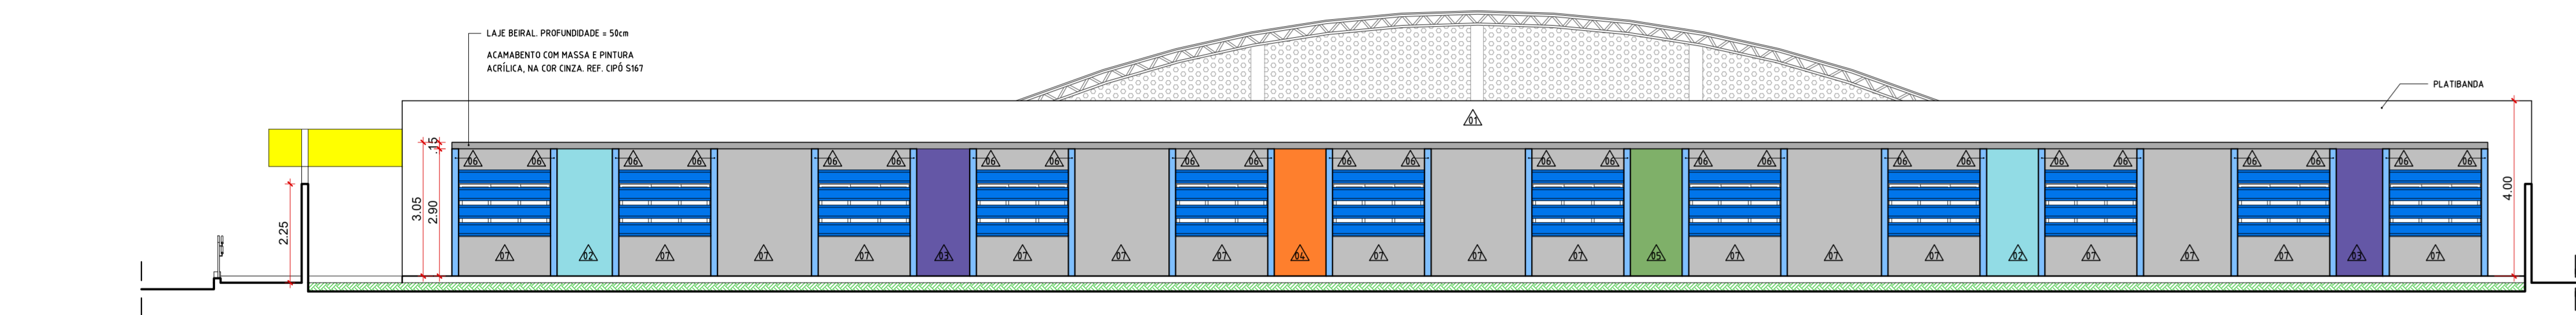 LAJE BEIRAL. PROFUNDIDADE = 50cm
ACAMABENTO COM MASSA E PINTURA
ACRÍLICA, NA COR CINZA. REF. CIPÓ S167
PLATIBANDA
01
.15
06 06 06 06 06 06 06 06 06 06 06 06 06 06 06 06 06 06 06 06 06 06 06 06
3.05
2.90
2.25
4.00
07 02 07 07 07 03 07 07 07 04 07 07 07 05 07 07 07 02 07 07 07 03 07